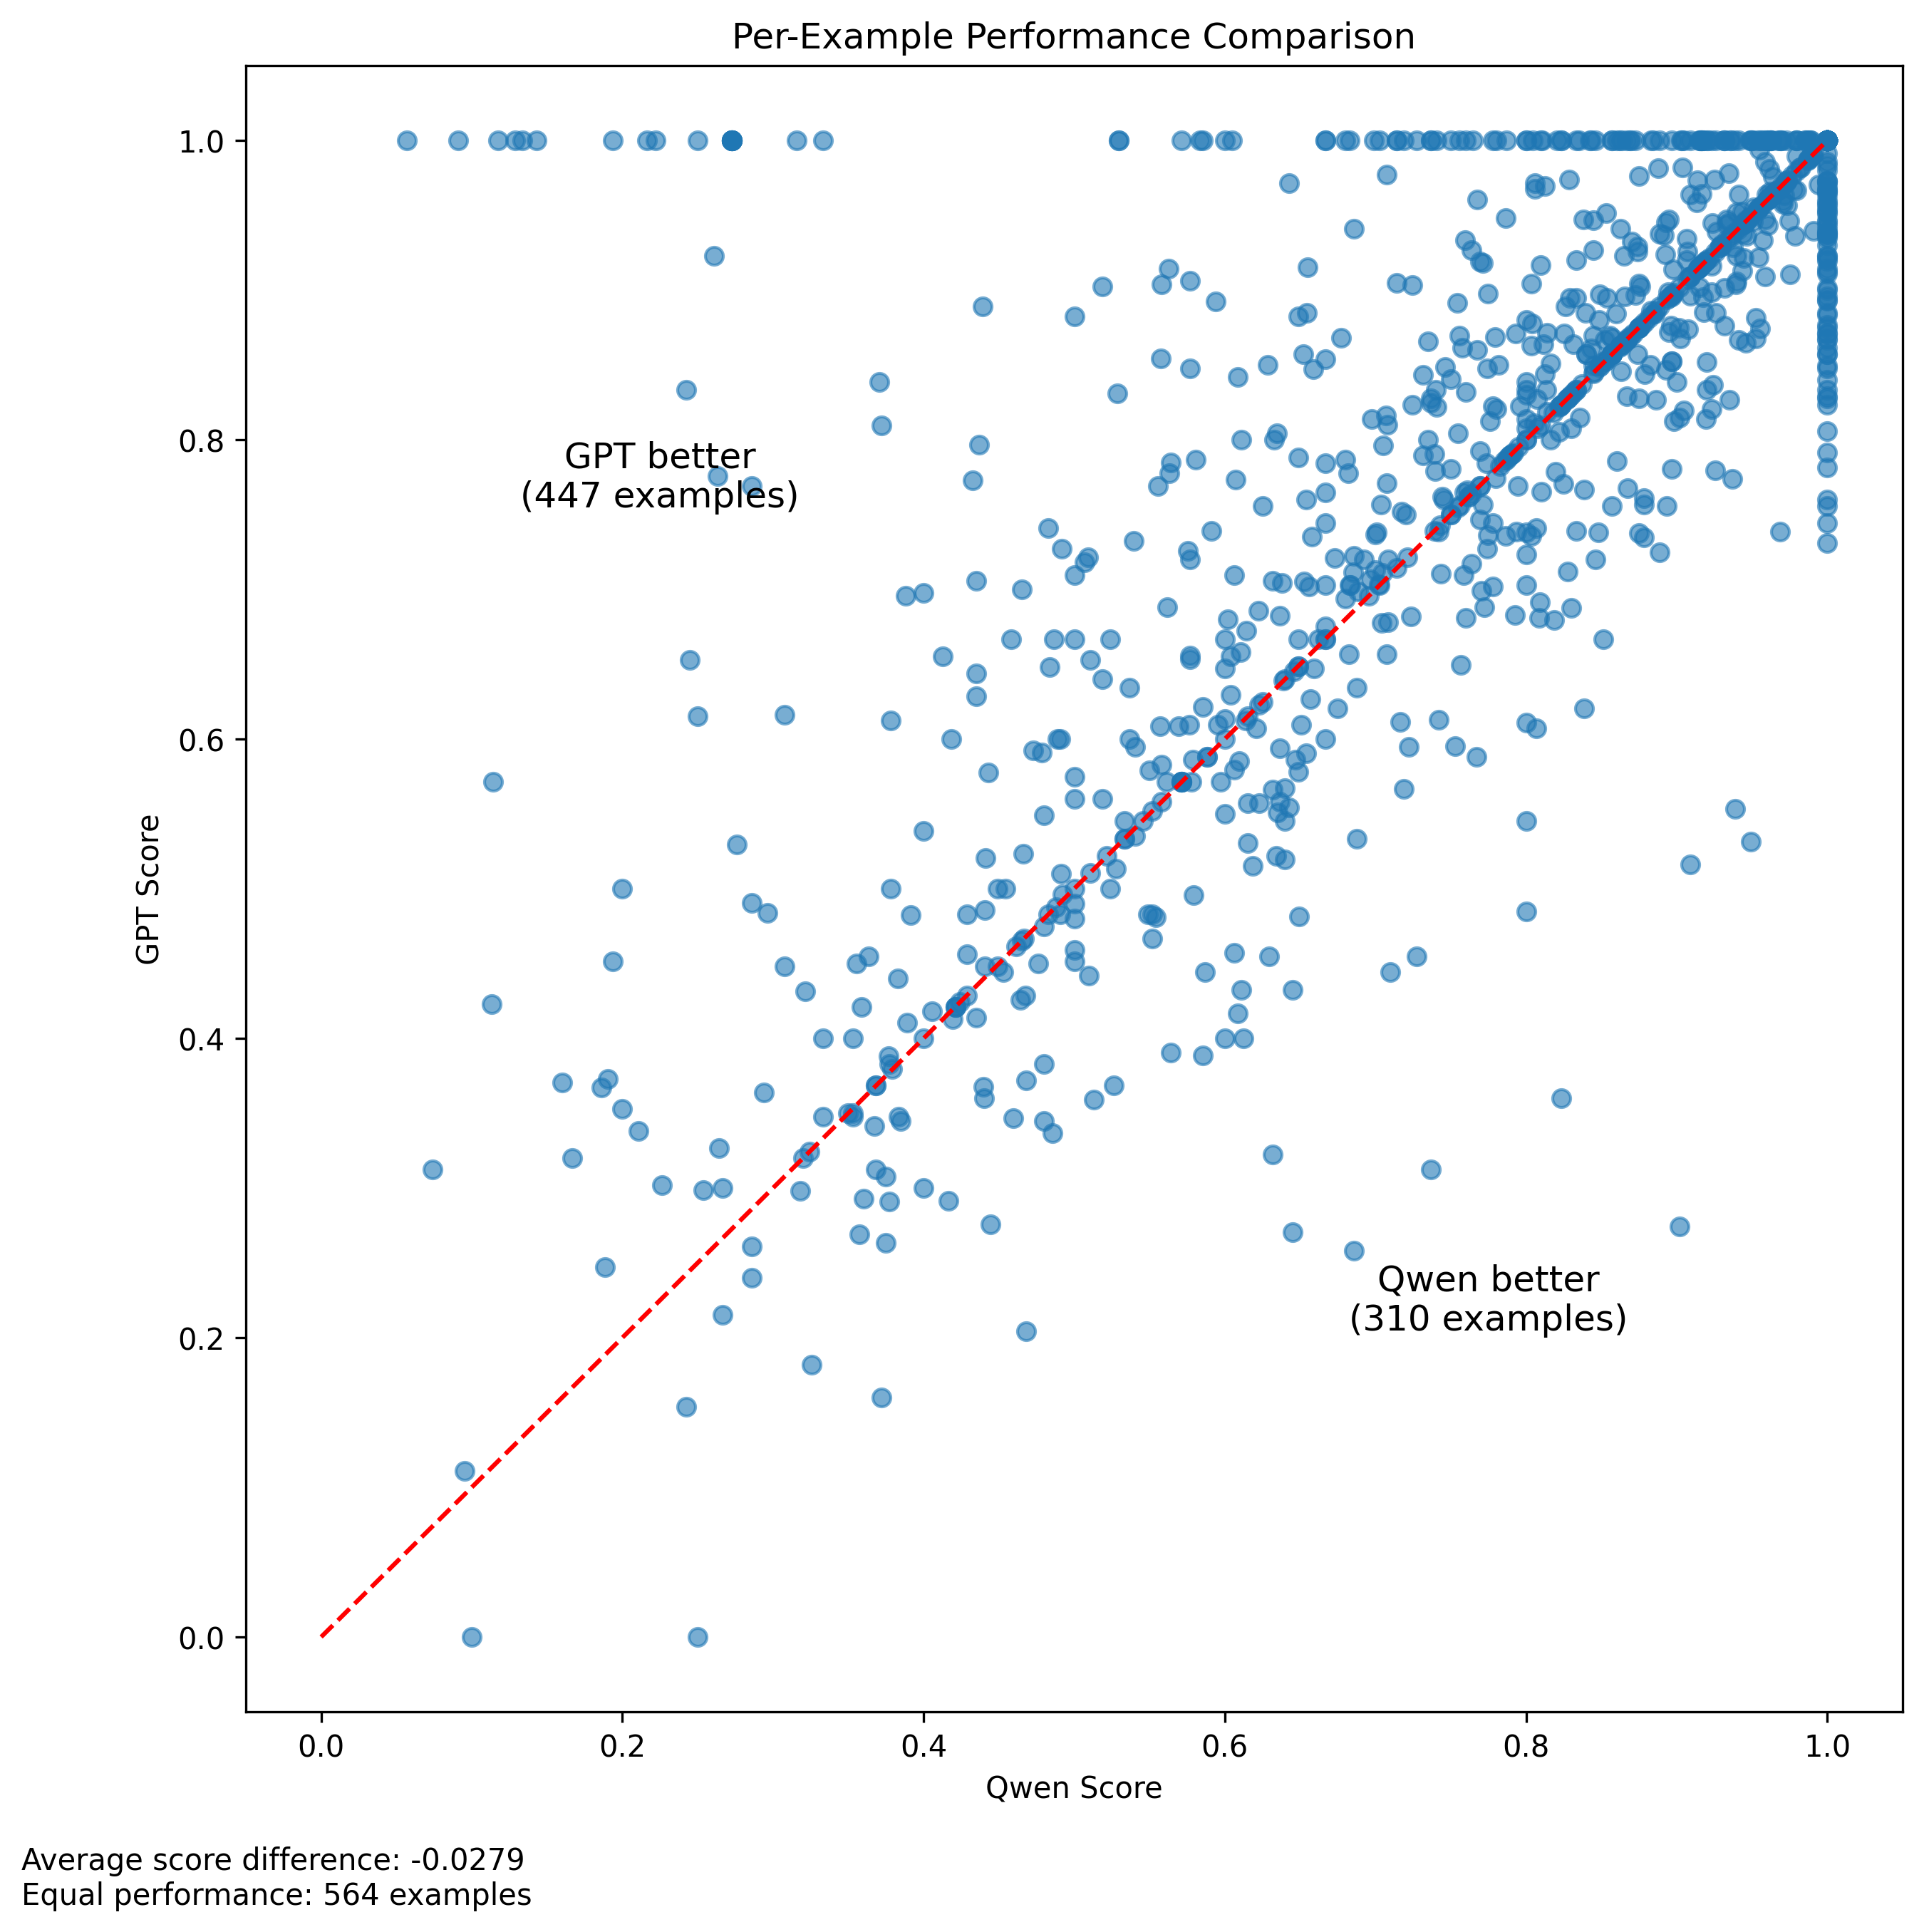 Per-Example Performance Comparison
1.0
0.8
0.6
0.4
0.2
0.0
GPT Score
GPT better
(447 examples)
Qwen better
(310 examples)
0.0 0.2 0.4 0.6 0.8 1.0
Qwen Score
Average score difference: -0.0279
Equal performance: 564 examples